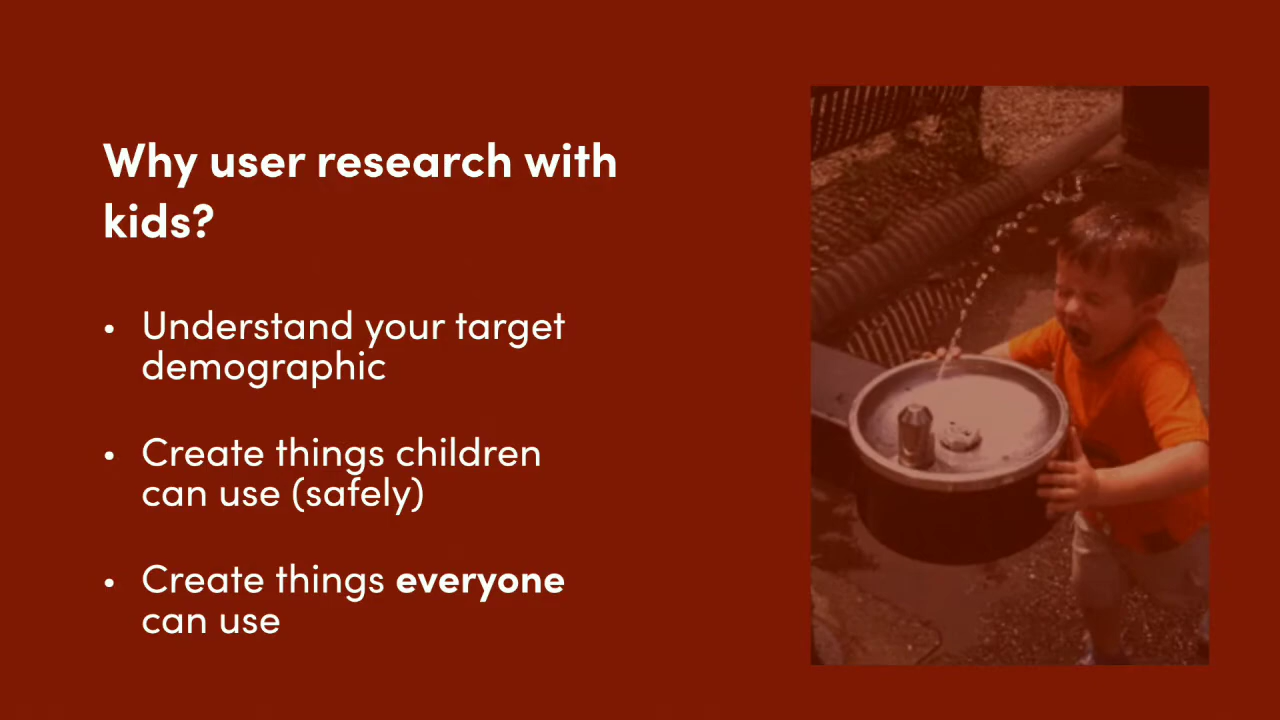 Why user research with
kids?
• Understand your target
demographic
• Create things children
can use (safely)
• Create things everyone
can use